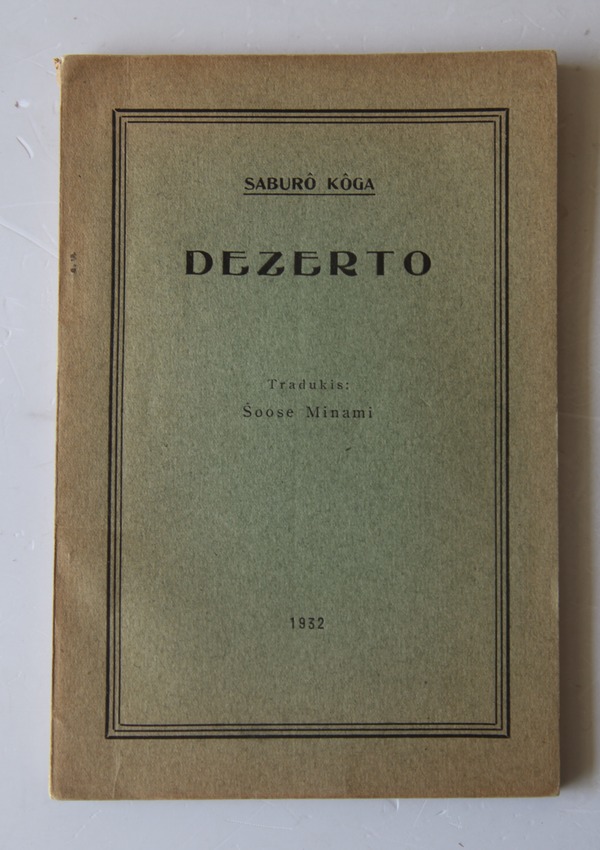 SABURÔ KÔGA
DEZERTO
Tradukis:
Ŝoose Minami
1932